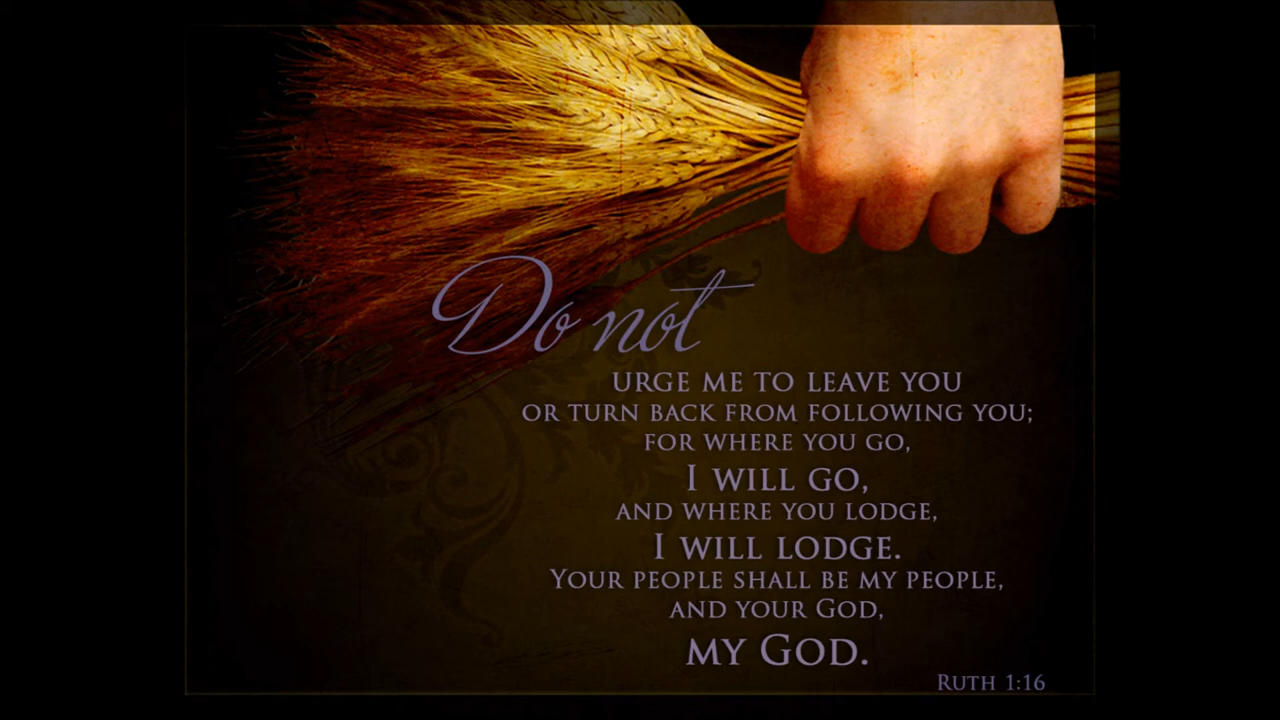 Do not
URGE ME TO LEAVE YOU
OR TURN BACK FROM FOLLOWING YOU;
FOR WHERE YOU GO,
I WILL GO,
AND WHERE YOU LODGE,
I WILL LODGE.
YOUR PEOPLE SHALL BE MY PEOPLE,
AND YOUR GOD,
MY GOD.
RUTH 1:16